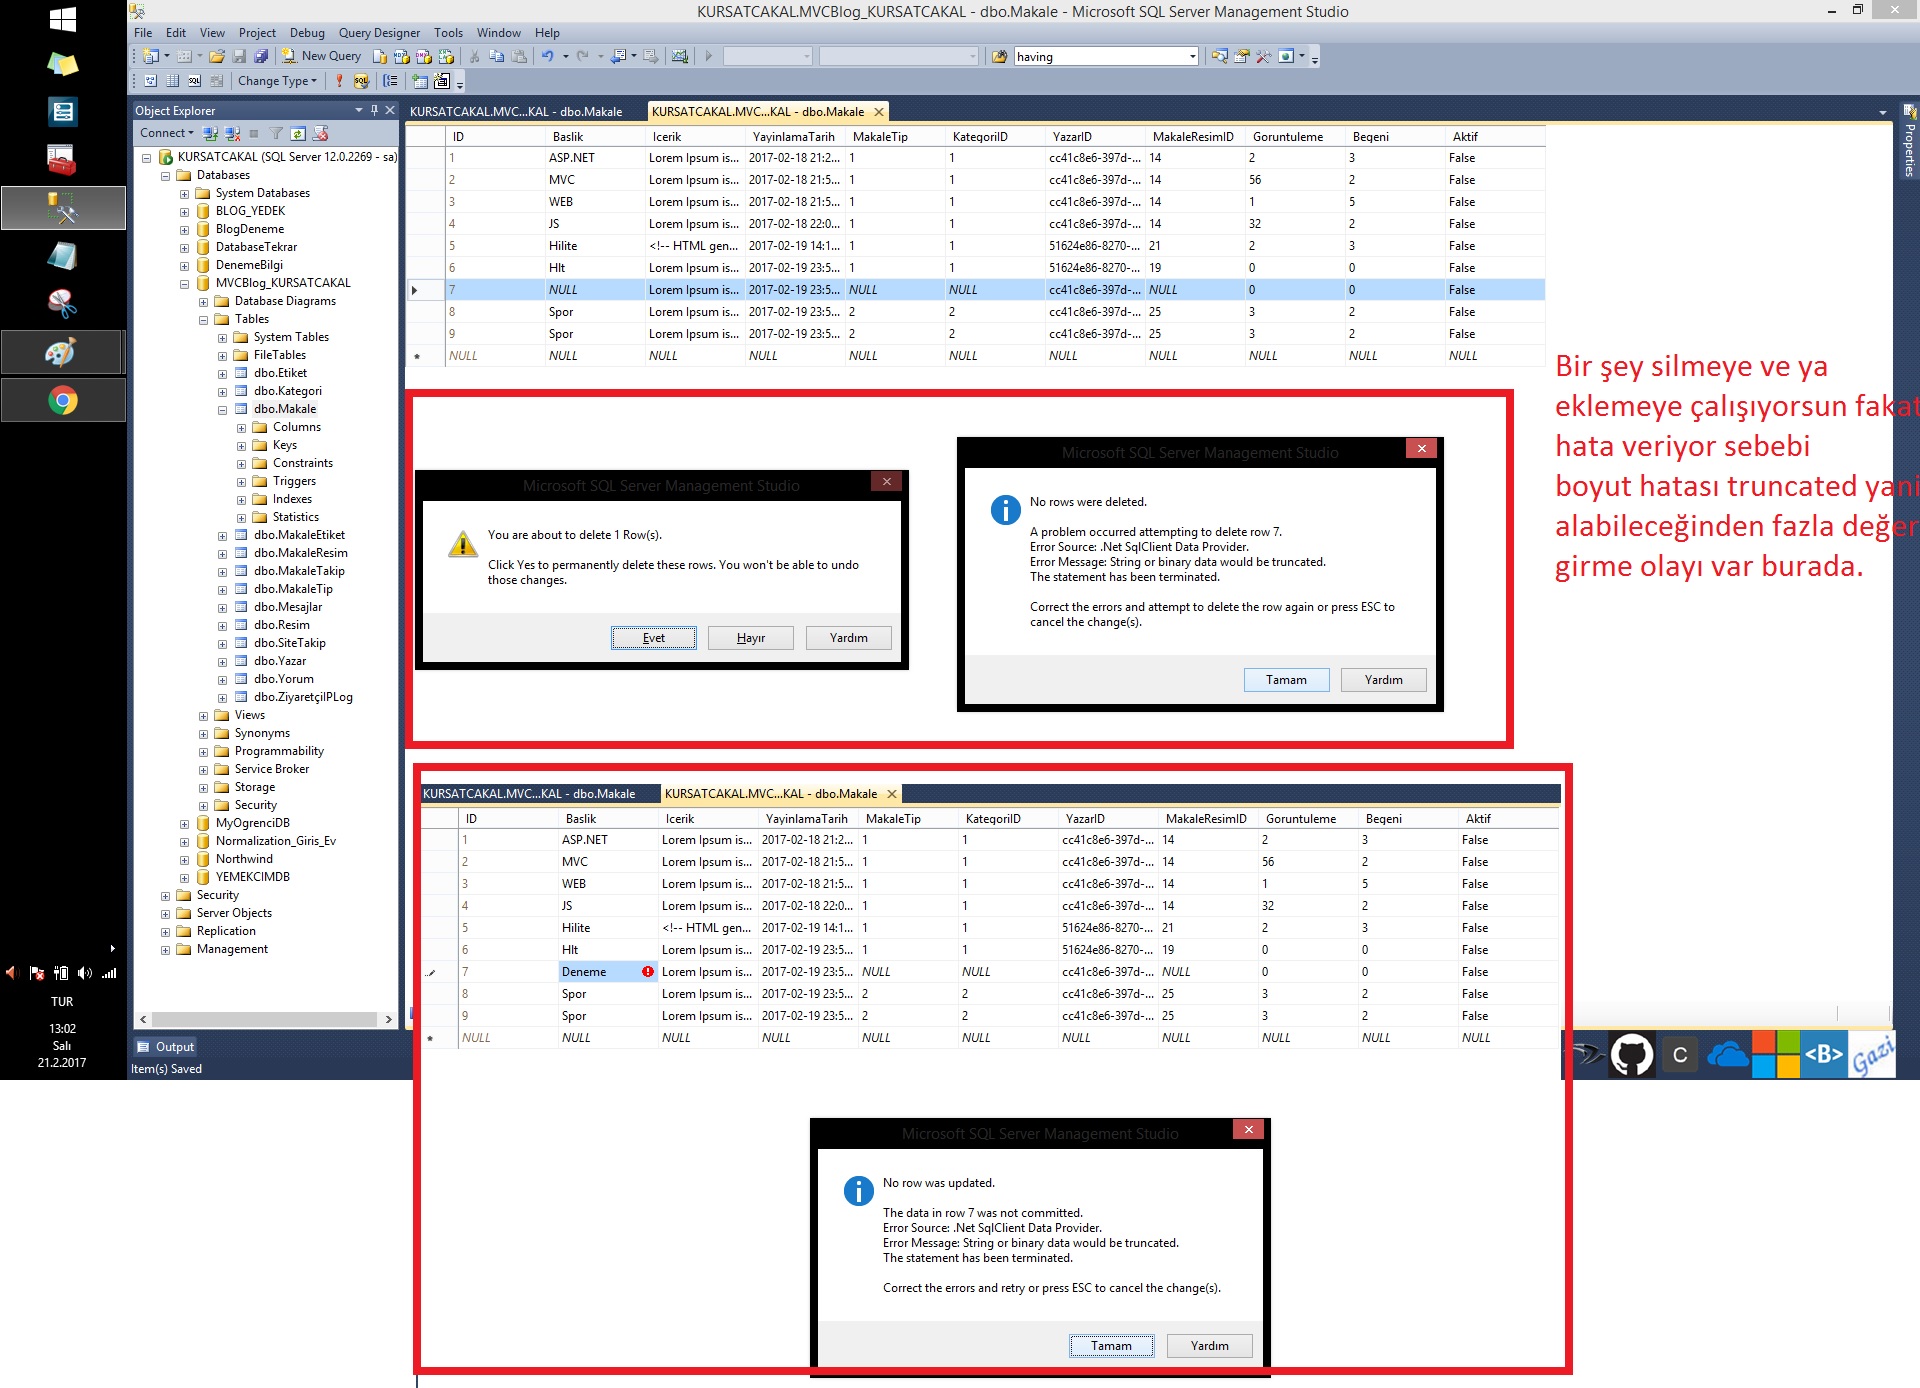 KURSATCAKAL.MVCBlog_KURSATCAKAL - dbo.Makale - Microsoft SQL Server Management Studio
File Edit View Project Debug Query Designer Tools Window Help
New Query having
Change Type
Object Explorer
Connect
KURSATCAKAL (SQL Server 12.0.2269 - sa)
Databases
System Databases
BLOG_YEDEK
BlogDeneme
DatabaseTekrar
DenemeBilgi
MVCBlog_KURSATCAKAL
Database Diagrams
Tables
System Tables
FileTables
dbo.Etiket
dbo.Kategori
dbo.Makale
Columns
Keys
Constraints
Triggers
Indexes
Statistics
dbo.MakaleEtiket
dbo.MakaleResim
dbo.MakaleTakip
dbo.MakaleTip
dbo.Mesajlar
dbo.Resim
dbo.SiteTakip
dbo.Yazar
dbo.Yorum
dbo.ZiyaretçiIPLog
Views
Synonyms
Programmability
Service Broker
Storage
Security
MyOgrenciDB
Normalization_Giris_Ev
Northwind
YEMEKCIMDB
Security
Server Objects
Replication
Management
Output
Item(s) Saved
TUR
13:02
Salı
21.2.2017
KURSATCAKAL.MVC...KAL - dbo.Makale KURSATCAKAL.MVC...KAL - dbo.Makale
Properties
ID Baslik Icerik YayinlamaTarih MakaleTip KategoriID YazarID MakaleResimID Goruntuleme Begeni Aktif
1 ASP.NET Lorem Ipsum is... 2017-02-18 21:2... 1 1 cc41c8e6-397d-... 14 2 3 False
2 MVC Lorem Ipsum is... 2017-02-18 21:5... 1 1 cc41c8e6-397d-... 14 56 2 False
3 WEB Lorem Ipsum is... 2017-02-18 21:5... 1 1 cc41c8e6-397d-... 14 1 5 False
4 JS Lorem Ipsum is... 2017-02-18 22:0... 1 1 cc41c8e6-397d-... 14 32 2 False
5 Hilite <!-- HTML gen... 2017-02-19 14:1... 1 1 51624e86-8270-... 21 2 3 False
6 Hlt Lorem Ipsum is... 2017-02-19 23:5... 1 1 51624e86-8270-... 19 0 0 False
7 NULL Lorem Ipsum is... 2017-02-19 23:5... NULL NULL cc41c8e6-397d-... NULL 0 0 False
8 Spor Lorem Ipsum is... 2017-02-19 23:5... 2 2 cc41c8e6-397d-... 25 3 2 False
9 Spor Lorem Ipsum is... 2017-02-19 23:5... 2 2 cc41c8e6-397d-... 25 3 2 False
NULL NULL NULL NULL NULL NULL NULL NULL NULL NULL NULL
Bir şey silmeye ve ya
eklemeye çalışıyorsun fakat
hata veriyor sebebi
boyut hatası truncated yani
alabileceğinden fazla değer
girme olayı var burada.
Microsoft SQL Server Management Studio
You are about to delete 1 Row(s).
Click Yes to permanently delete these rows. You won't be able to undo
those changes.
Evet Hayır Yardım
Microsoft SQL Server Management Studio
No rows were deleted.
A problem occurred attempting to delete row 7.
Error Source: .Net SqlClient Data Provider.
Error Message: String or binary data would be truncated.
The statement has been terminated.
Correct the errors and attempt to delete the row again or press ESC to
cancel the change(s).
Tamam Yardım
KURSATCAKAL.MVC...KAL - dbo.Makale KURSATCAKAL.MVC...KAL - dbo.Makale
ID Baslik Icerik YayinlamaTarih MakaleTip KategoriID YazarID MakaleResimID Goruntuleme Begeni Aktif
1 ASP.NET Lorem Ipsum is... 2017-02-18 21:2... 1 1 cc41c8e6-397d-... 14 2 3 False
2 MVC Lorem Ipsum is... 2017-02-18 21:5... 1 1 cc41c8e6-397d-... 14 56 2 False
3 WEB Lorem Ipsum is... 2017-02-18 21:5... 1 1 cc41c8e6-397d-... 14 1 5 False
4 JS Lorem Ipsum is... 2017-02-18 22:0... 1 1 cc41c8e6-397d-... 14 32 2 False
5 Hilite <!-- HTML gen... 2017-02-19 14:1... 1 1 51624e86-8270-... 21 2 3 False
6 Hlt Lorem Ipsum is... 2017-02-19 23:5... 1 1 51624e86-8270-... 19 0 0 False
7 Deneme Lorem Ipsum is... 2017-02-19 23:5... NULL NULL cc41c8e6-397d-... NULL 0 0 False
8 Spor Lorem Ipsum is... 2017-02-19 23:5... 2 2 cc41c8e6-397d-... 25 3 2 False
9 Spor Lorem Ipsum is... 2017-02-19 23:5... 2 2 cc41c8e6-397d-... 25 3 2 False
NULL NULL NULL NULL NULL NULL NULL NULL NULL NULL NULL
C <B> Gazi
Microsoft SQL Server Management Studio
No row was updated.
The data in row 7 was not committed.
Error Source: .Net SqlClient Data Provider.
Error Message: String or binary data would be truncated.
The statement has been terminated.
Correct the errors and retry or press ESC to cancel the change(s).
Tamam Yardım